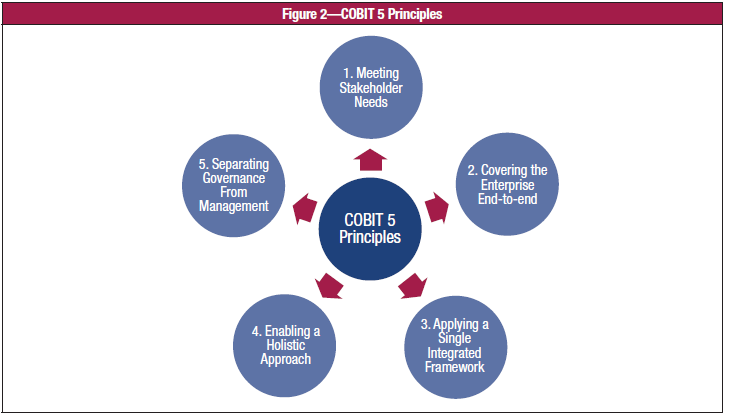 Figure 2—COBIT 5 Principles
1. Meeting
Stakeholder
Needs
2. Covering the
Enterprise
End-to-end
3. Applying a
Single
Integrated
Framework
4. Enabling a
Holistic
Approach
5. Separating
Governance
From
Management
COBIT 5
Principles